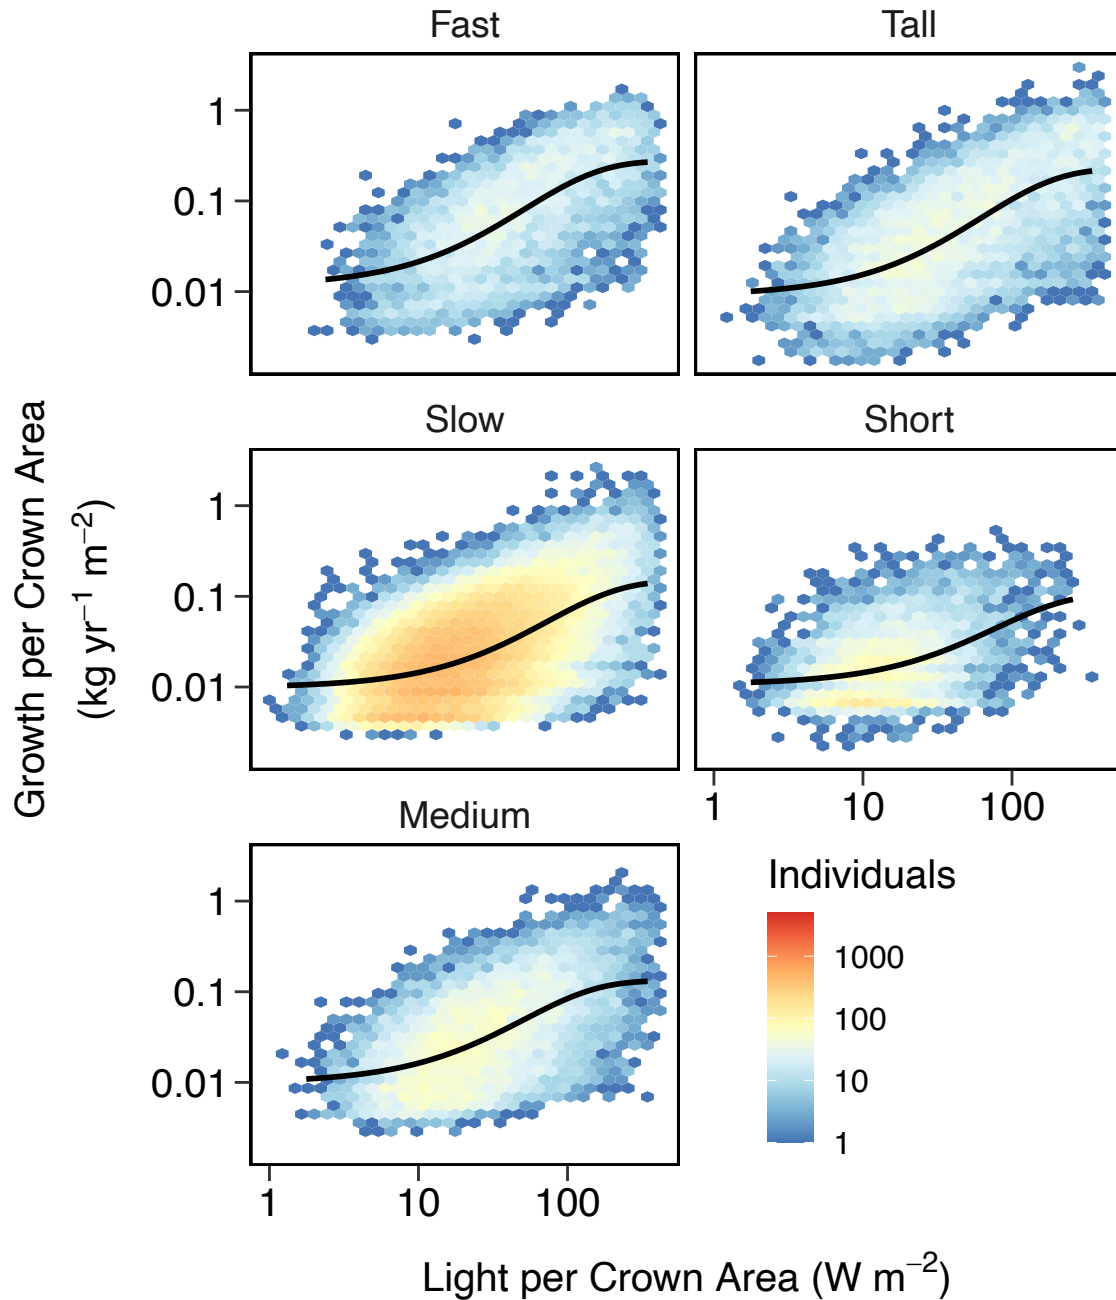 Fast
Tall
1
0.1
0.01
Slow
Short
1
0.1
0.01
1 10 100
Growth per Crown Area
(kg yr⁻¹ m⁻²)
Medium
1
0.1
0.01
1 10 100
Individuals
1000
100
10
1
Light per Crown Area (W m⁻²)